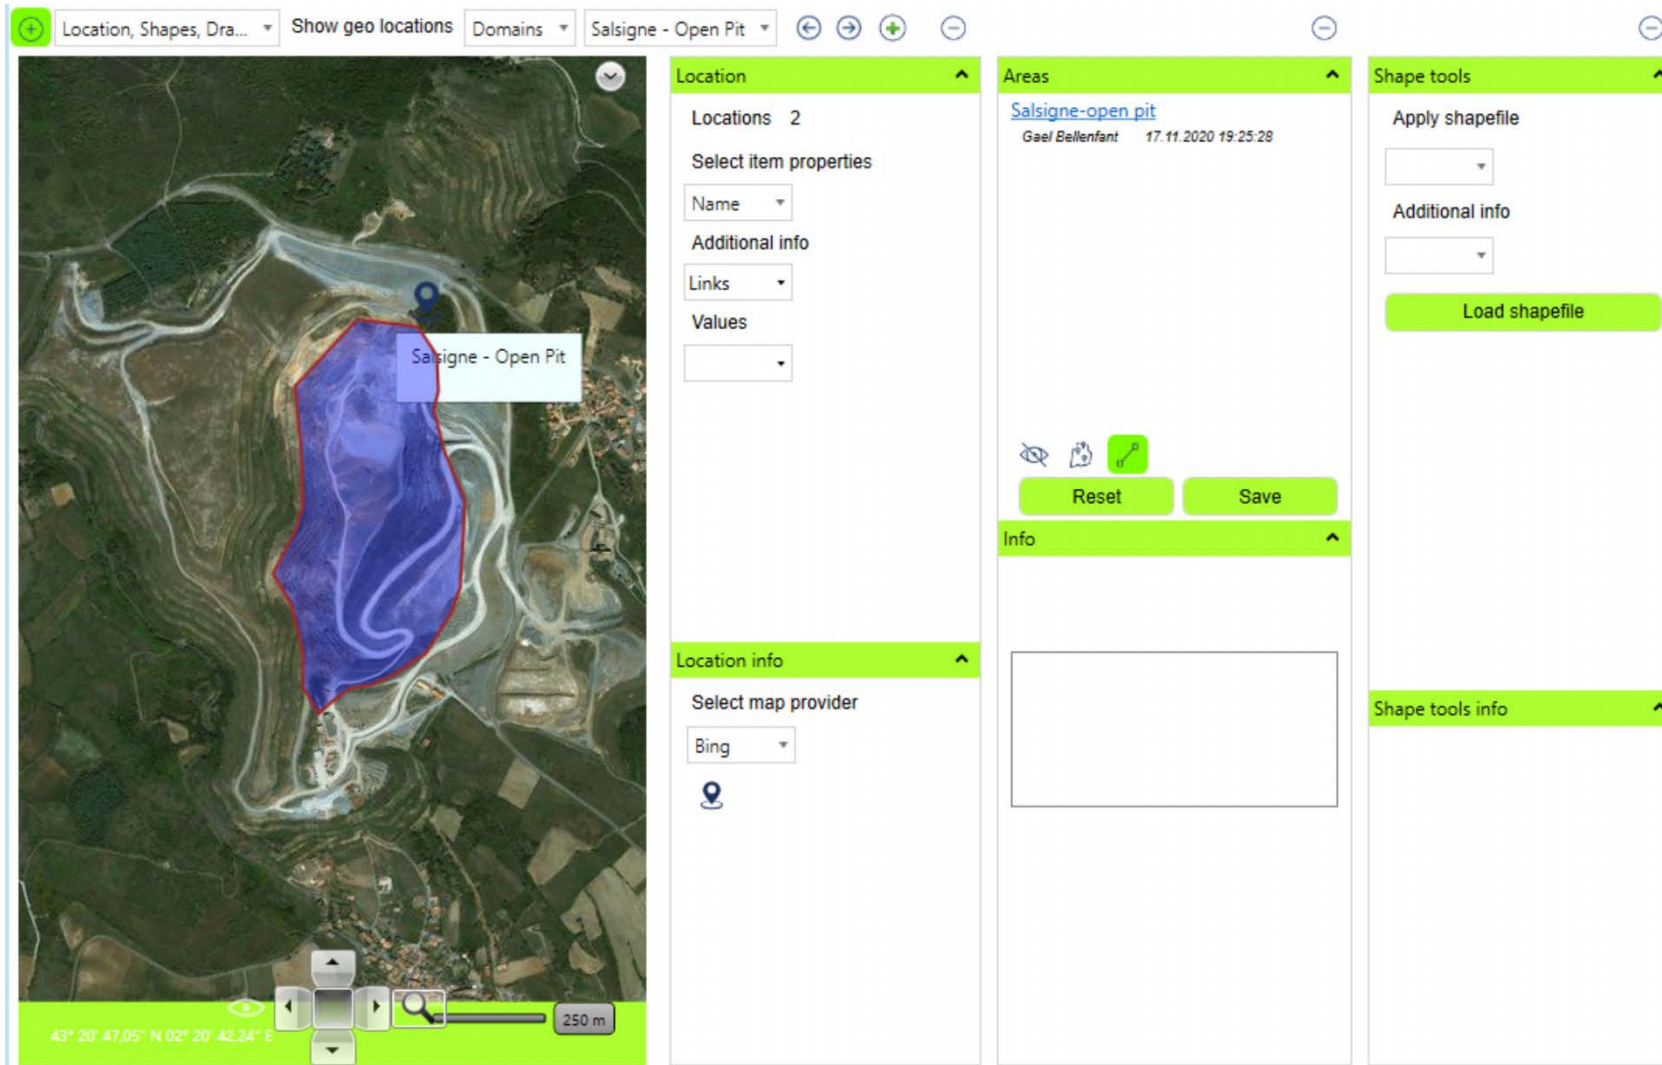 Location, Shapes, Dra...
Show geo locations
Domains
Salsigne - Open Pit
Salsigne - Open Pit
43° 20' 47,05" N 02° 20' 42,24" E
250 m
Location
Locations 2
Select item properties
Name
Additional info
Links
Values
Location info
Select map provider
Bing
Areas
Salsigne-open pit
Gael Bellenfant 17.11.2020 19:25:28
Reset Save
Info
Shape tools
Apply shapefile
Additional info
Load shapefile
Shape tools info